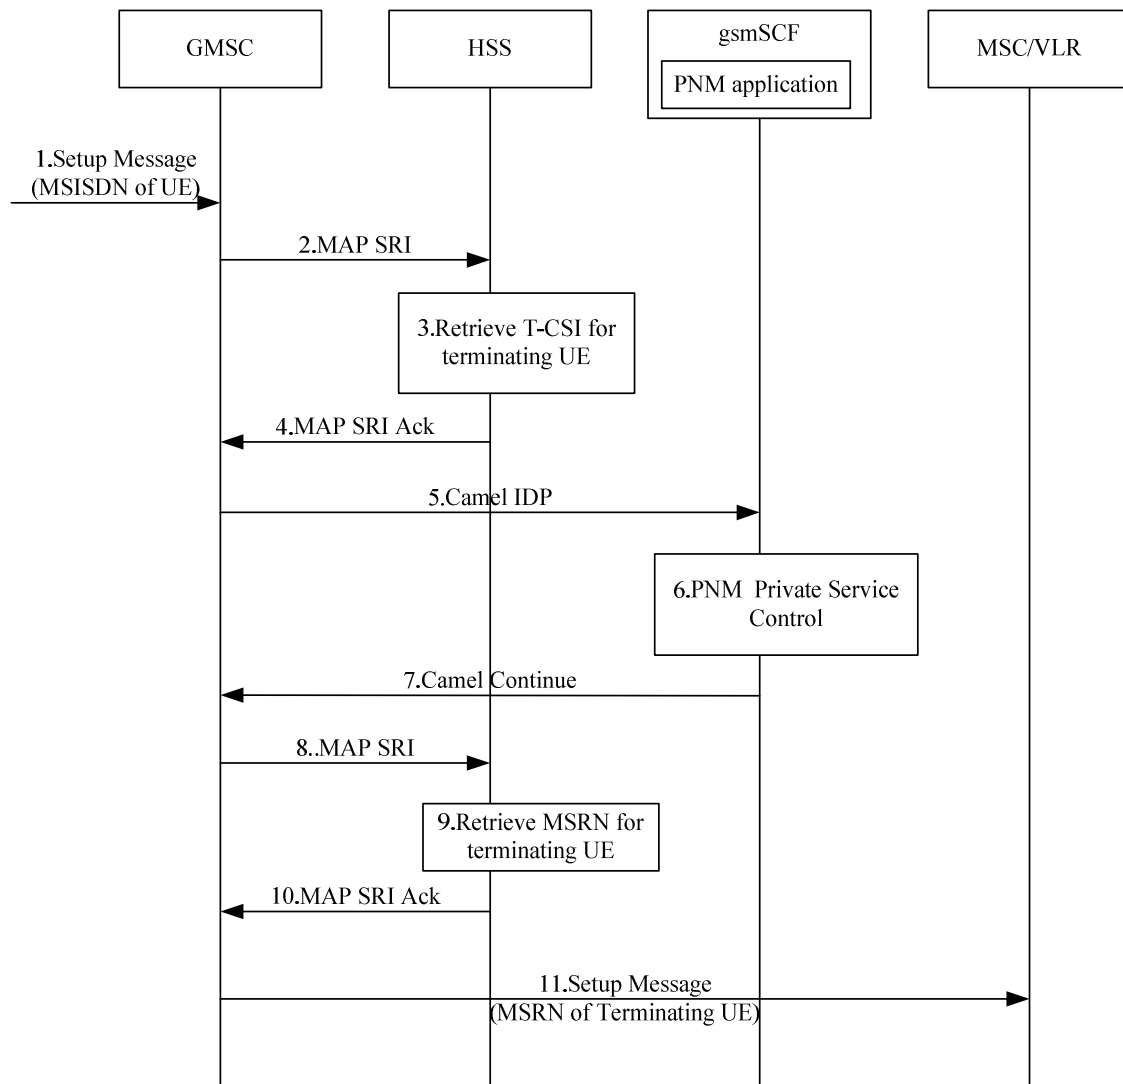 GMSC
HSS
gsmSCF
PNM application
MSC/VLR
1.Setup Message
(MSISDN of UE)
2.MAP SRI
3.Retrieve T-CSI for
terminating UE
4.MAP SRI Ack
5.Camel IDP
6.PNM Private Service
Control
7.Camel Continue
8..MAP SRI
9.Retrieve MSRN for
terminating UE
10.MAP SRI Ack
11.Setup Message
(MSRN of Terminating UE)